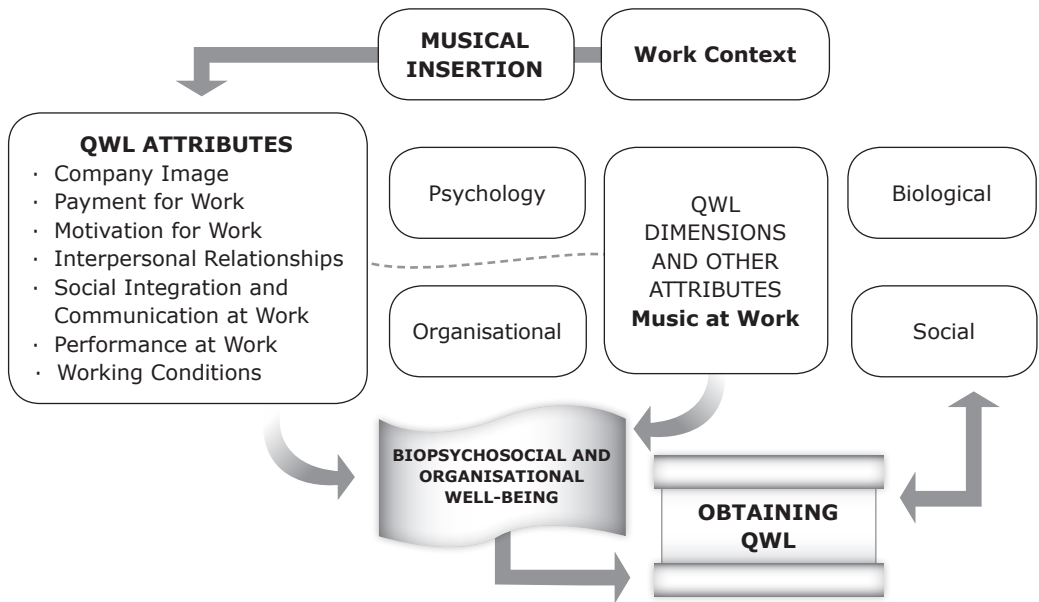 MUSICAL
INSERTION
Work Context
QWL ATTRIBUTES
· Company Image
· Payment for Work
· Motivation for Work
· Interpersonal Relationships
· Social Integration and
Communication at Work
· Performance at Work
· Working Conditions
Psychology
Organisational
QWL
DIMENSIONS
AND OTHER
ATTRIBUTES
Music at Work
Biological
Social
BIOPSYCHOSOCIAL AND
ORGANISATIONAL
WELL-BEING
OBTAINING
QWL